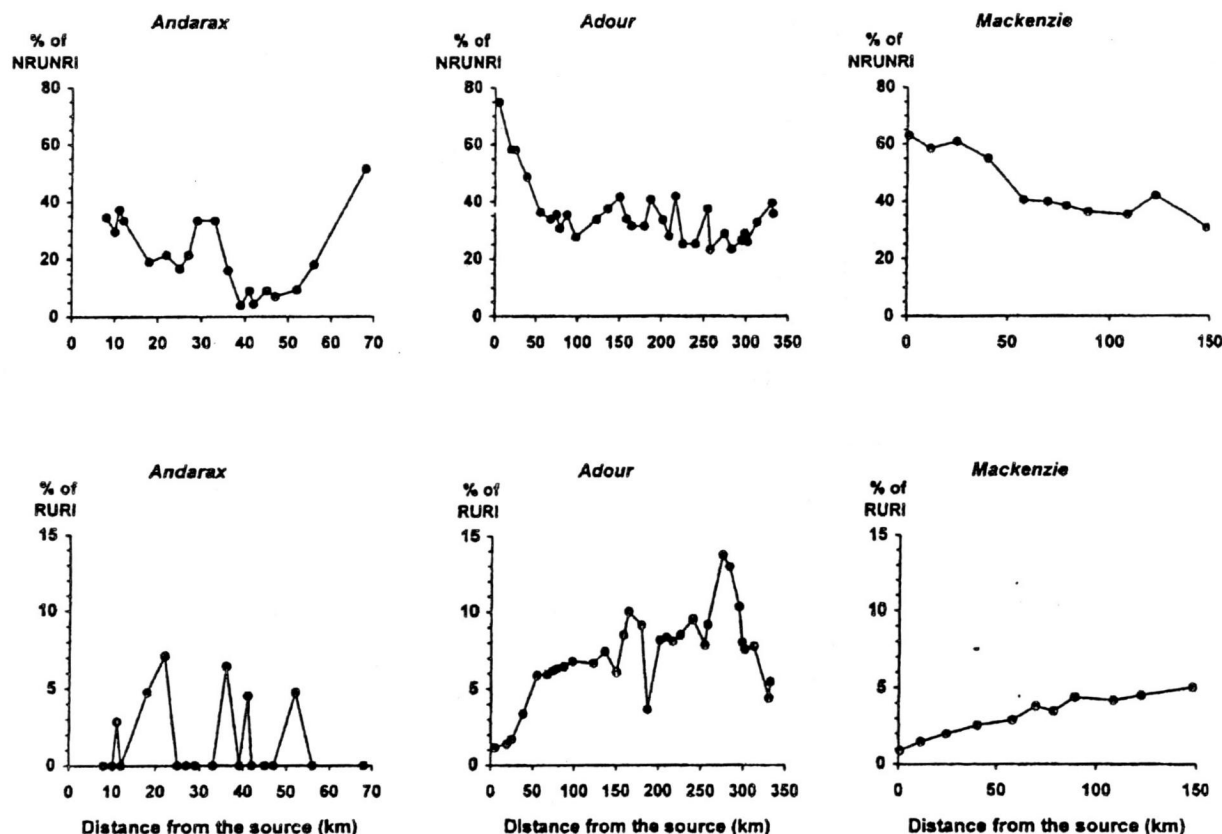 Andarax
% of
NRUNRI
80
60
40
20
0
0 10 20 30 40 50 60 70
Adour
% of
NRUNRI
80
60
40
20
0
0 50 100 150 200 250 300 350
Mackenzie
% of
NRUNRI
80
60
40
20
0
0 50 100 150
Andarax
% of
RURI
15
10
5
0
0 10 20 30 40 50 60 70
Distance from the source (km)
Adour
% of
RURI
15
10
5
0
0 50 100 150 200 250 300 350
Distance from the source (km)
Mackenzie
% of
RURI
15
10
5
0
0 50 100 150
Distance from the source (km)